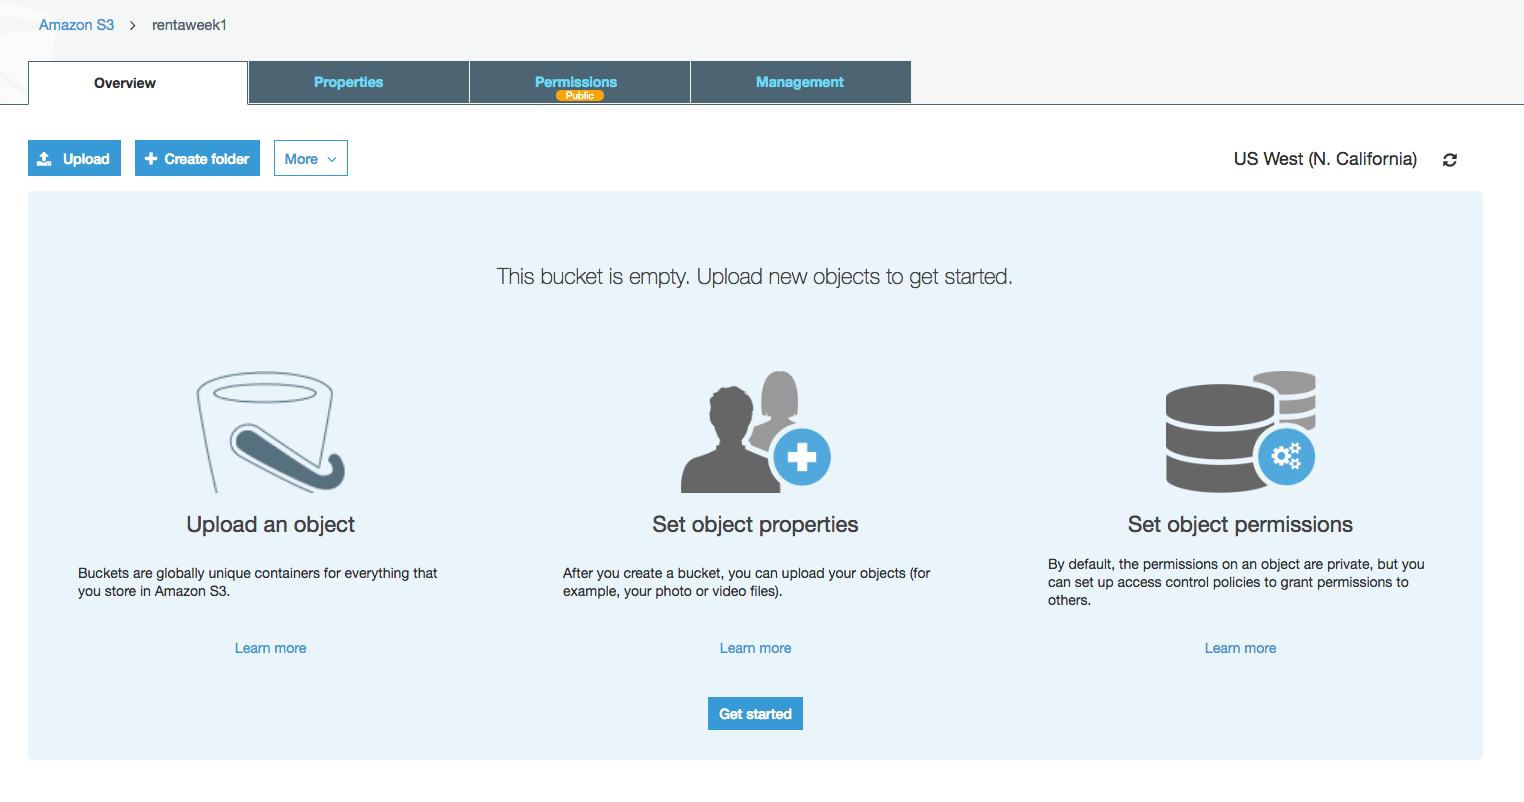 Amazon S3 > rentaweek1
Overview
Properties
Permissions
Public
Management
Upload
Create folder
More
US West (N. California)
This bucket is empty. Upload new objects to get started.
Upload an object
Buckets are globally unique containers for everything that
you store in Amazon S3.
Learn more
Set object properties
After you create a bucket, you can upload your objects (for
example, your photo or video files).
Learn more
Set object permissions
By default, the permissions on an object are private, but you
can set up access control policies to grant permissions to
others.
Learn more
Get started